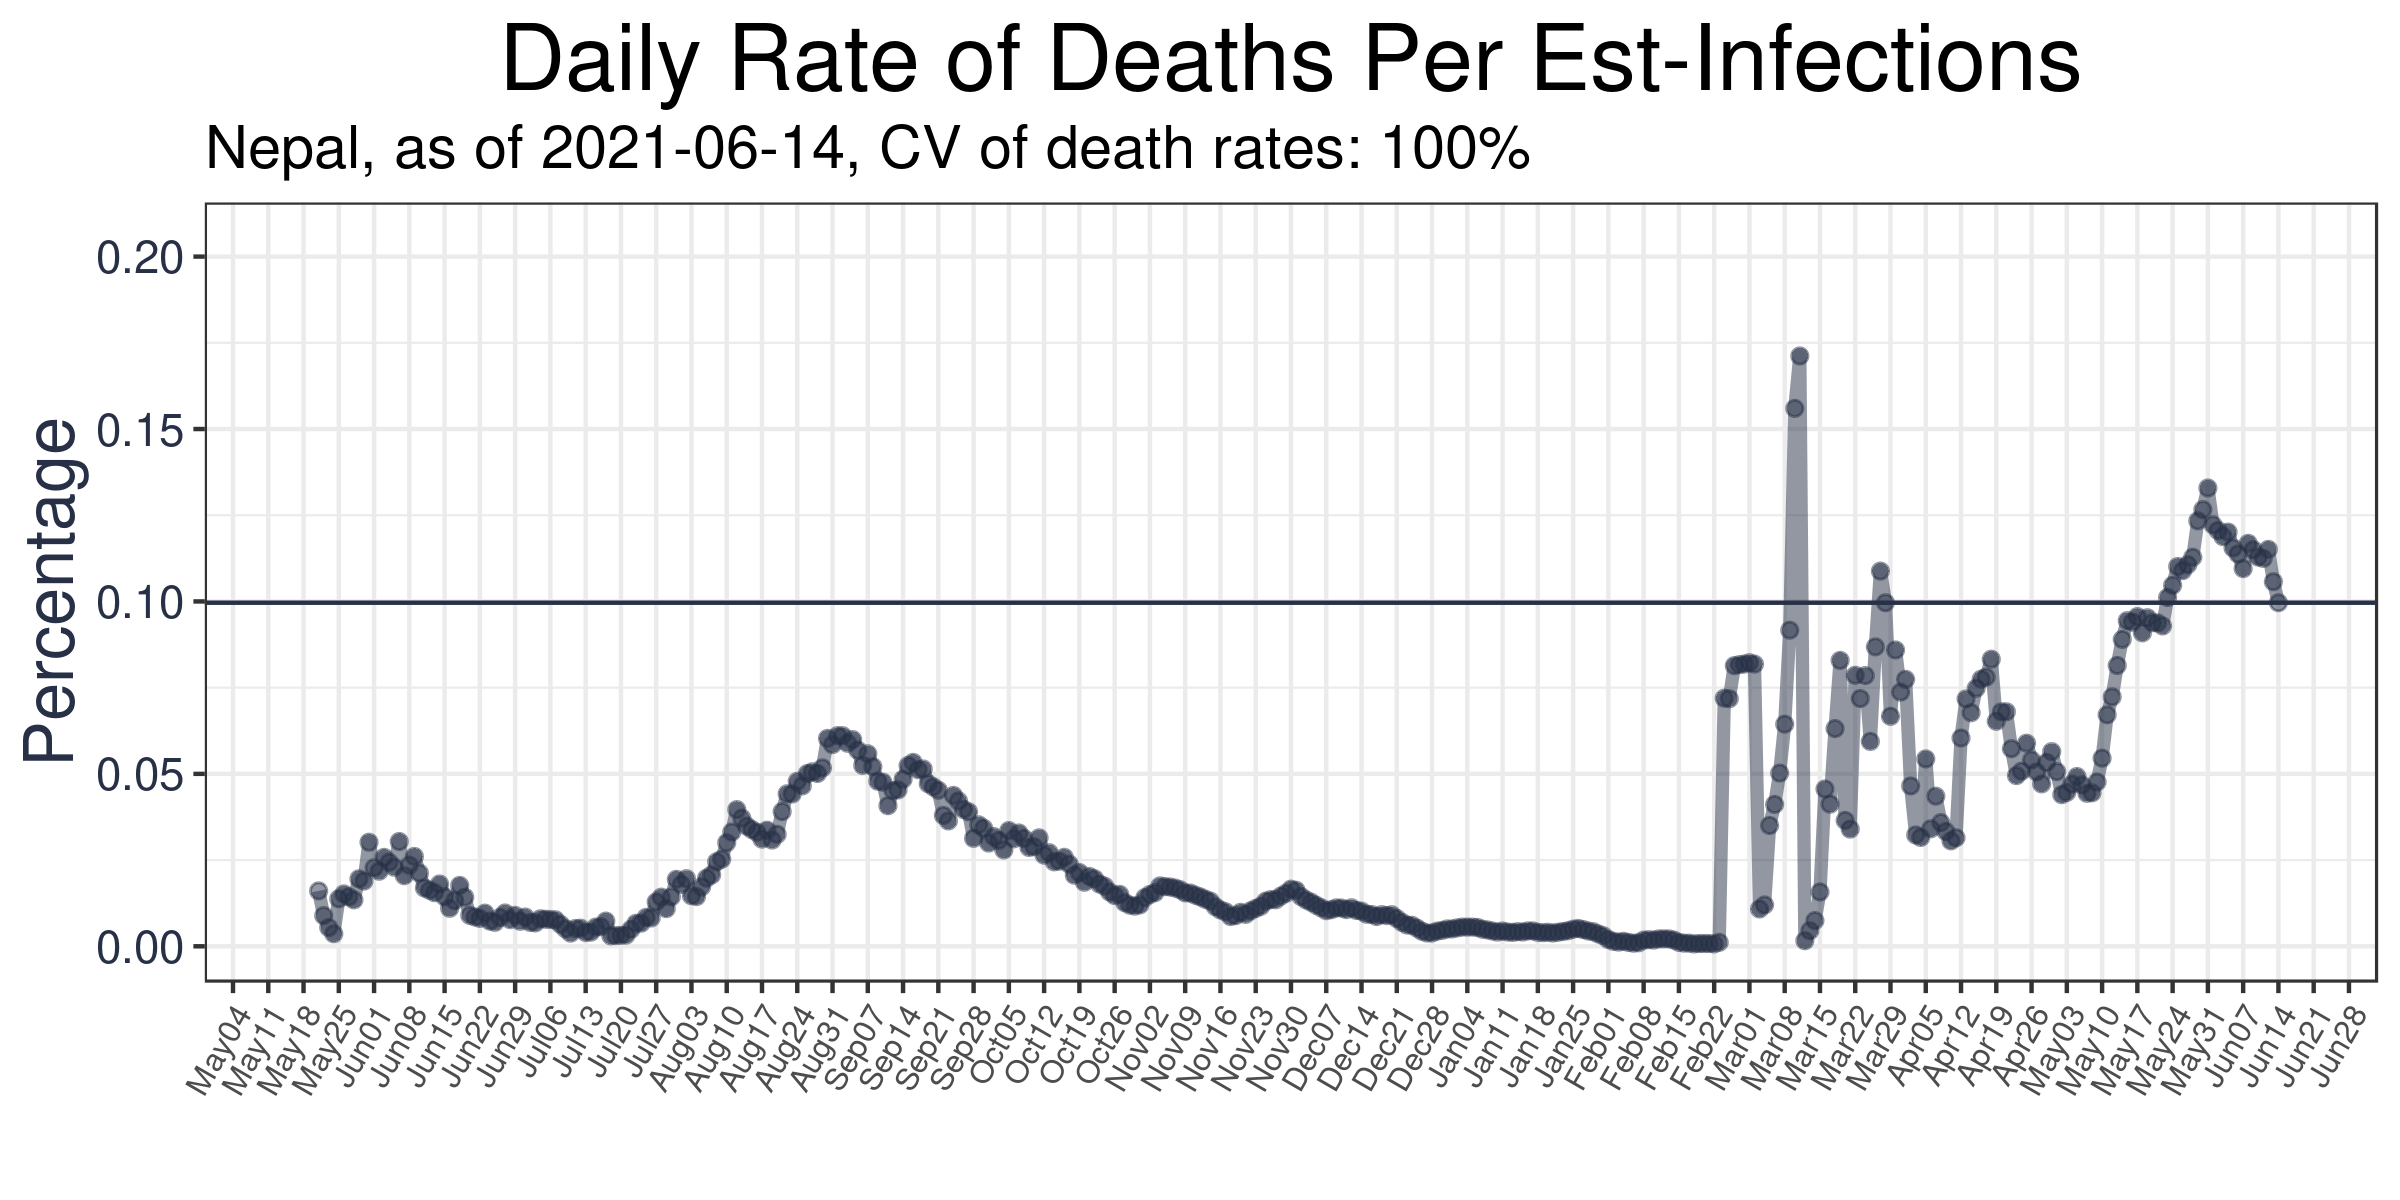 Daily Rate of Deaths Per Est-Infections
Nepal, as of 2021-06-14, CV of death rates: 100%
Percentage
0.20
0.15
0.10
0.05
0.00
May04
May11
May18
May25
Jun01
Jun08
Jun15
Jun22
Jun29
Jul06
Jul13
Jul20
Jul27
Aug03
Aug10
Aug17
Aug24
Aug31
Sep07
Sep14
Sep21
Sep28
Oct05
Oct12
Oct19
Oct26
Nov02
Nov09
Nov16
Nov23
Nov30
Dec07
Dec14
Dec21
Dec28
Jan04
Jan11
Jan18
Jan25
Feb01
Feb08
Feb15
Feb22
Mar01
Mar08
Mar15
Mar22
Mar29
Apr05
Apr12
Apr19
Apr26
May03
May10
May17
May24
May31
Jun07
Jun14
Jun21
Jun28